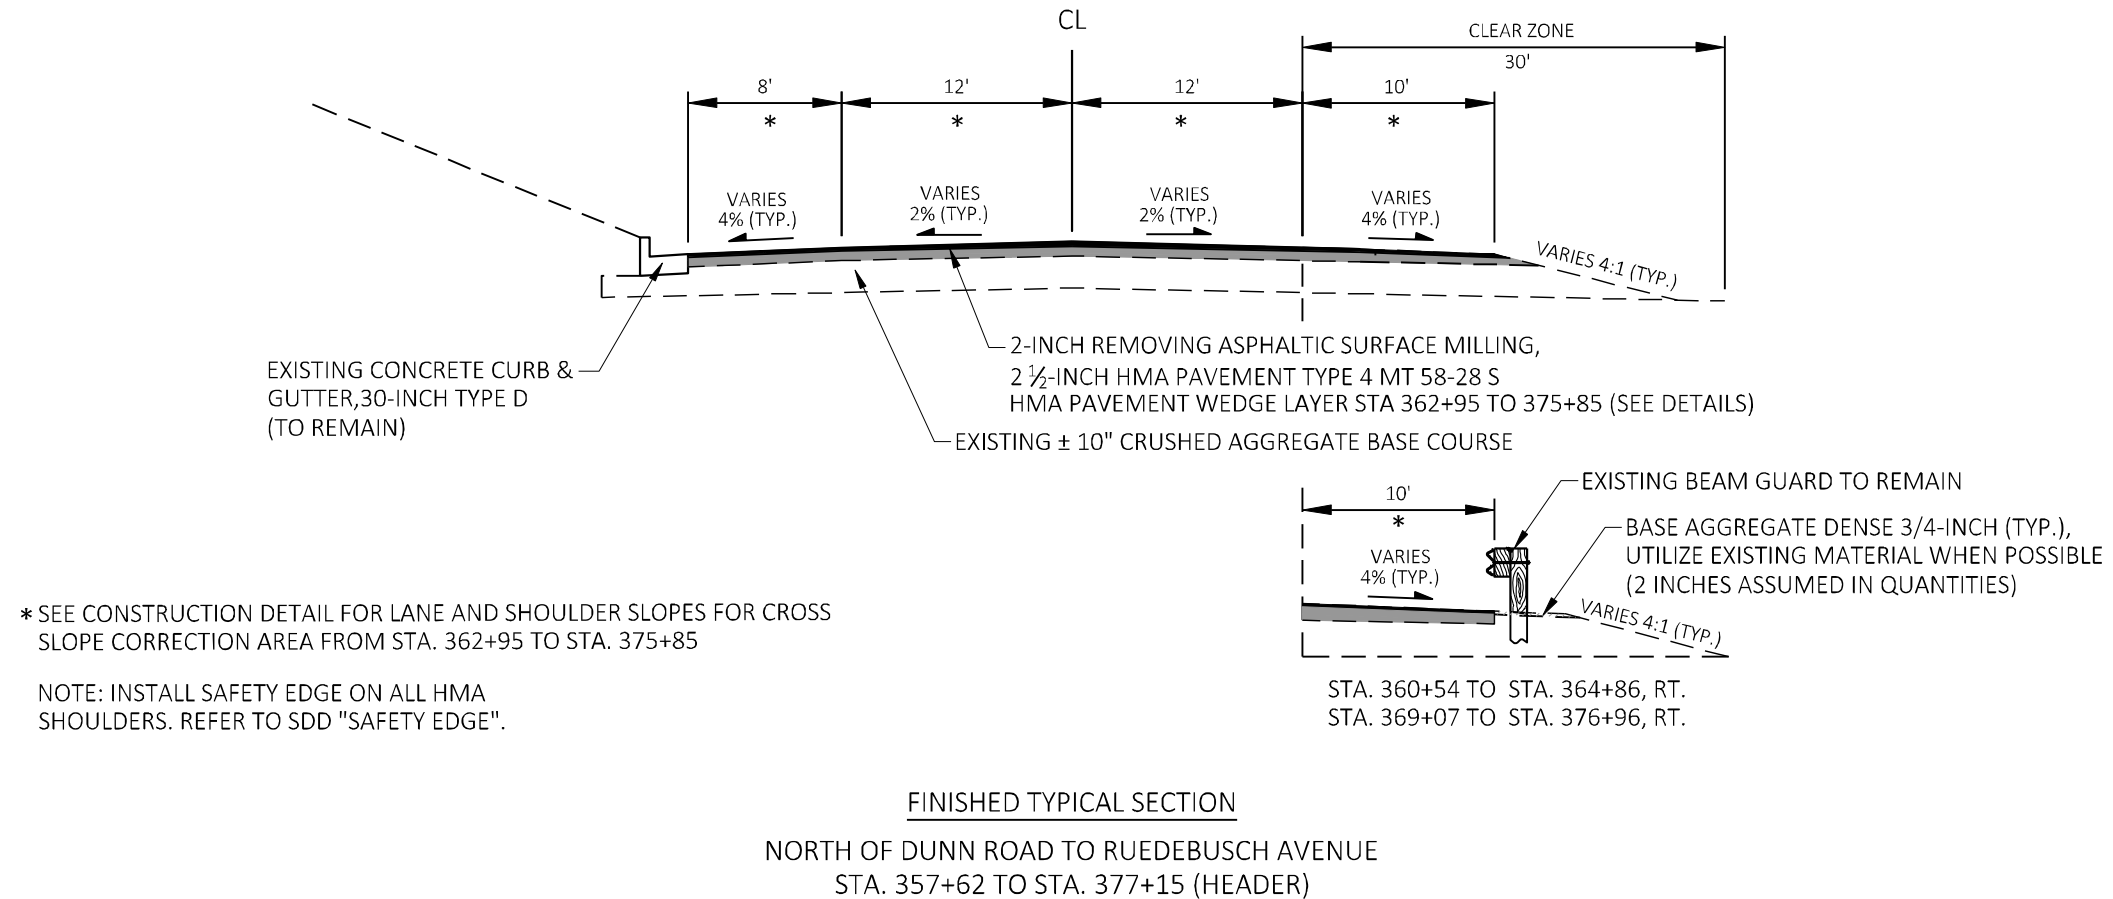 CL
CLEAR ZONE
30'
8'
12'
12'
10'
*
*
*
*
VARIES
4% (TYP.)
VARIES
2% (TYP.)
VARIES
2% (TYP.)
VARIES
4% (TYP.)
VARIES 4:1 (TYP.)
2-INCH REMOVING ASPHALTIC SURFACE MILLING,
2 ½-INCH HMA PAVEMENT TYPE 4 MT 58-28 S
HMA PAVEMENT WEDGE LAYER STA 362+95 TO 375+85 (SEE DETAILS)
EXISTING CONCRETE CURB &
GUTTER,30-INCH TYPE D
(TO REMAIN)
EXISTING ± 10" CRUSHED AGGREGATE BASE COURSE
10'
*
VARIES
4% (TYP.)
EXISTING BEAM GUARD TO REMAIN
BASE AGGREGATE DENSE 3/4-INCH (TYP.),
UTILIZE EXISTING MATERIAL WHEN POSSIBLE
(2 INCHES ASSUMED IN QUANTITIES)
VARIES 4:1 (TYP.)
STA. 360+54 TO STA. 364+86, RT.
STA. 369+07 TO STA. 376+96, RT.
* SEE CONSTRUCTION DETAIL FOR LANE AND SHOULDER SLOPES FOR CROSS
SLOPE CORRECTION AREA FROM STA. 362+95 TO STA. 375+85
NOTE: INSTALL SAFETY EDGE ON ALL HMA
SHOULDERS. REFER TO SDD "SAFETY EDGE".
FINISHED TYPICAL SECTION
NORTH OF DUNN ROAD TO RUEDEBUSCH AVENUE
STA. 357+62 TO STA. 377+15 (HEADER)